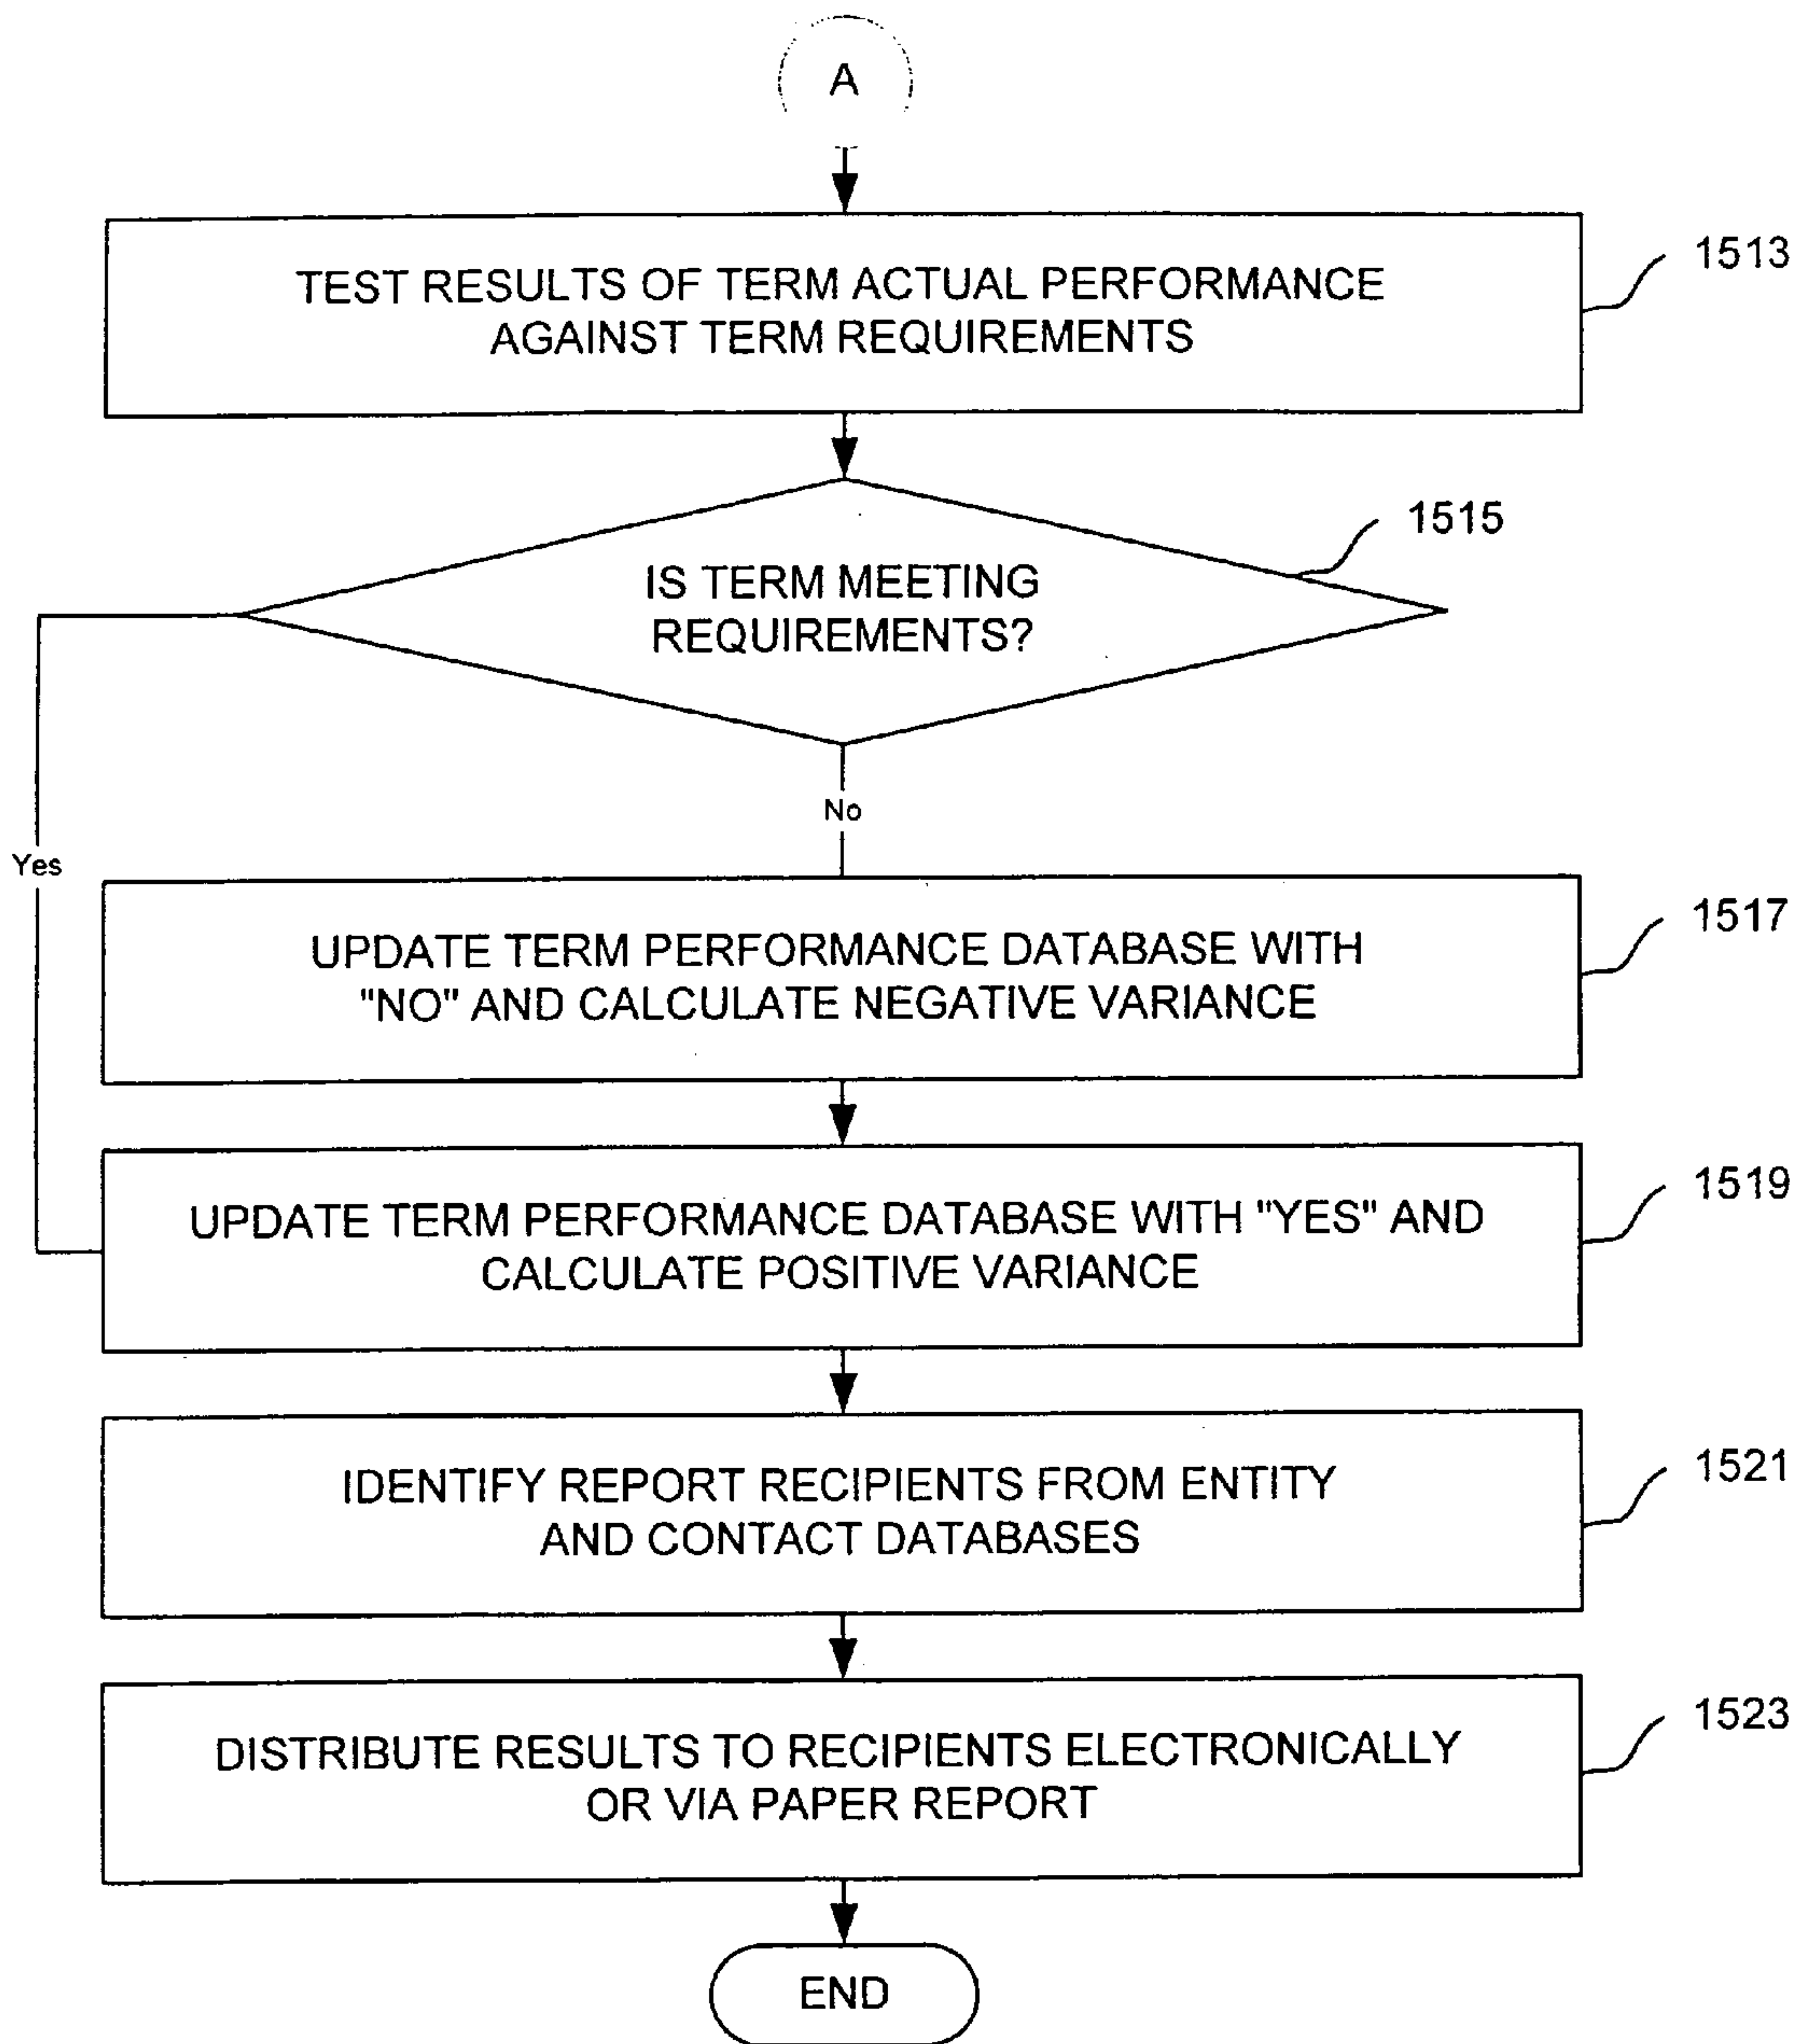 A
TEST RESULTS OF TERM ACTUAL PERFORMANCE
AGAINST TERM REQUIREMENTS
1513
IS TERM MEETING
REQUIREMENTS?
1515
No
Yes
UPDATE TERM PERFORMANCE DATABASE WITH
"NO" AND CALCULATE NEGATIVE VARIANCE
1517
UPDATE TERM PERFORMANCE DATABASE WITH "YES" AND
CALCULATE POSITIVE VARIANCE
1519
IDENTIFY REPORT RECIPIENTS FROM ENTITY
AND CONTACT DATABASES
1521
DISTRIBUTE RESULTS TO RECIPIENTS ELECTRONICALLY
OR VIA PAPER REPORT
1523
END